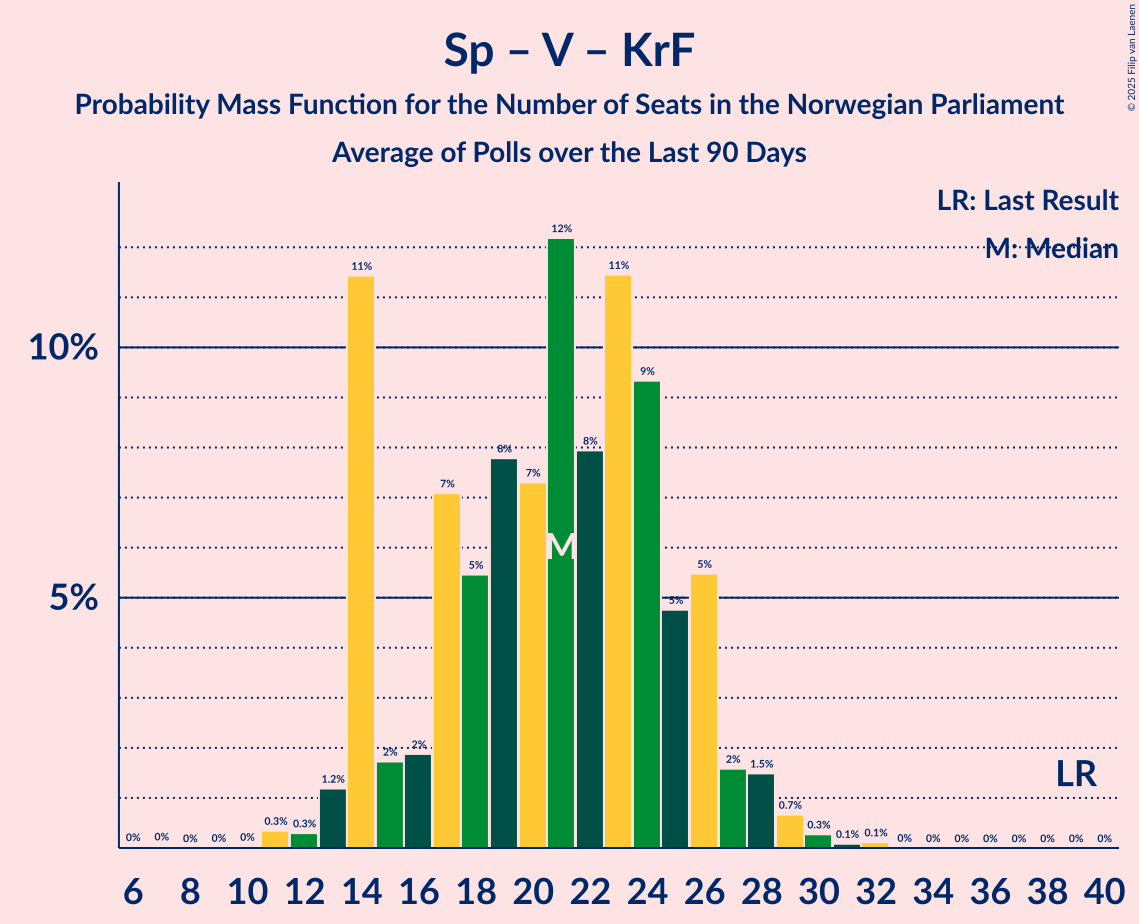 Sp – V – KrF
Probability Mass Function for the Number of Seats in the Norwegian Parliament
Average of Polls over the Last 90 Days
© 2025 Filip van Laenen
LR: Last Result
M: Median
10%
5%
0% 0% 0% 0% 0% 0.3% 0.3% 1.2% 11% 2% 2% 7% 5% 8% 7% 12% 8% 11% 9% 5% 5% 2% 1.5% 0.7% 0.3% 0.1% 0.1% 0% 0% 0% 0% 0% 0% 0% 0%
M
LR
6 8 10 12 14 16 18 20 22 24 26 28 30 32 34 36 38 40